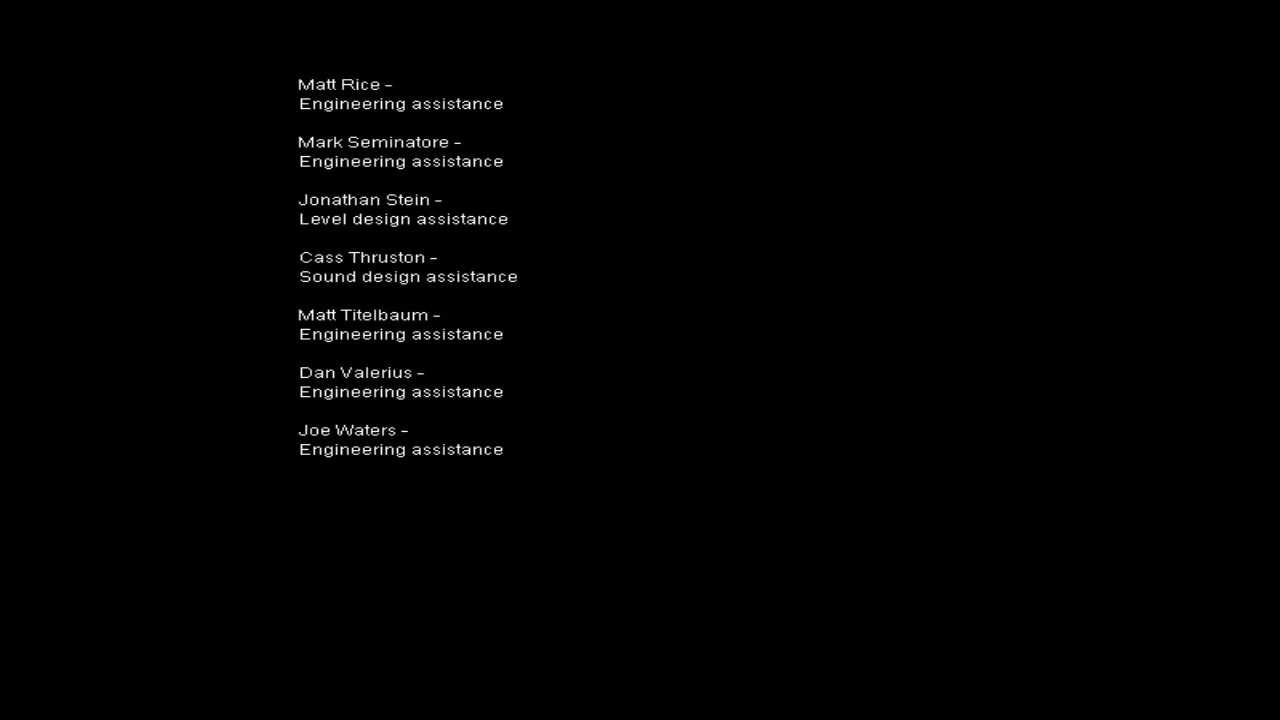 Matt Rice -
Engineering assistance
Mark Seminatore -
Engineering assistance
Jonathan Stein -
Level design assistance
Cass Thruston -
Sound design assistance
Matt Titelbaum -
Engineering assistance
Dan Valerius -
Engineering assistance
Joe Waters -
Engineering assistance